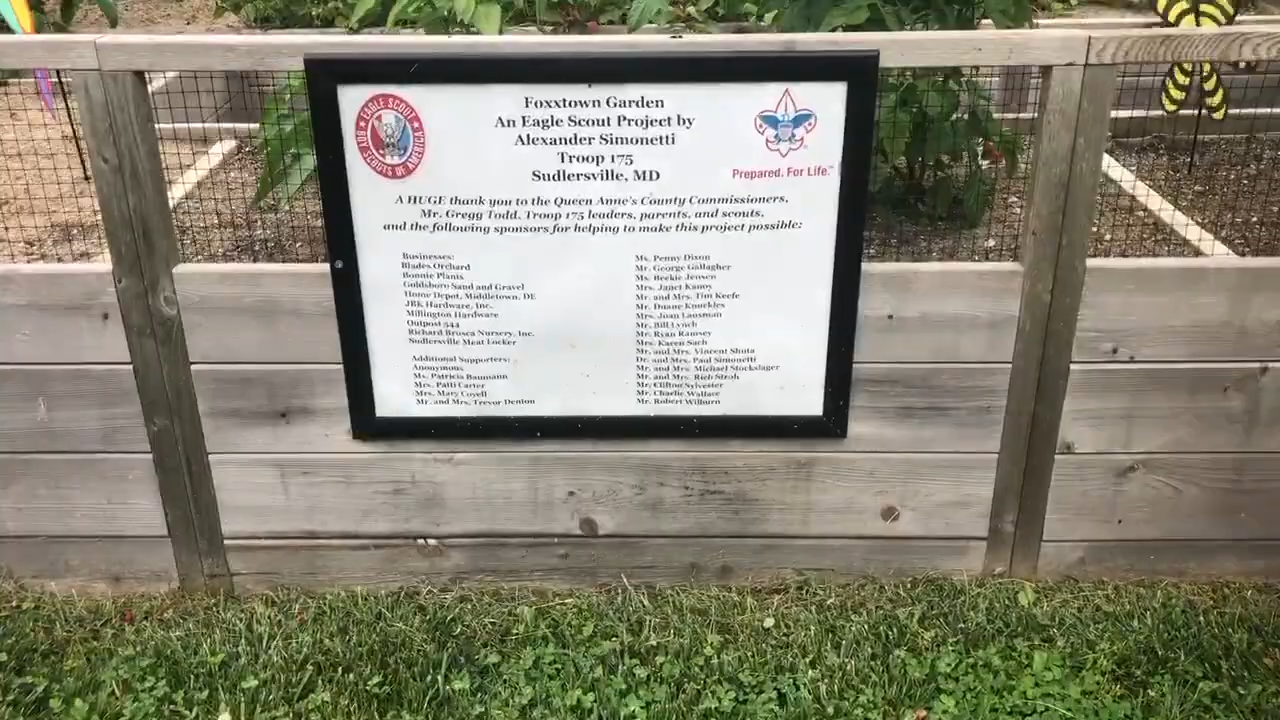 Foxxtown Garden
An Eagle Scout Project by
Alexander Simonetti
Troop 175
Sudlersville, MD
EAGLE SCOUT
BOY SCOUTS OF AMERICA
Prepared. For Life.™
A HUGE thank you to the Queen Anne's County Commissioners,
Mr. Gregg Todd, Troop 175 leaders, parents, and scouts,
and the following sponsors for helping to make this project possible:
Businesses:
Blades Orchard
Bonnie Plants
Goldsboro Sand and Gravel
Home Depot, Middletown, DE
JBK Hardware, Inc.
Millington Hardware
Outpost 544
Richard Brosca Nursery, Inc.
Sudlersville Meat Locker
Additional Supporters:
Anonymous
Ms. Patricia Baumann
Mrs. Patti Carter
Mrs. Mary Coyell
Mr. and Mrs. Trevor Denton
Ms. Penny Dixon
Mr. George Gallagher
Ms. Beckie Jensen
Mrs. Janet Kanoy
Mr. and Mrs. Tim Keefe
Mr. Duane Knuckles
Mrs. Joan Lausman
Mr. Bill Lynch
Mr. Ryan Ramsey
Mrs. Karen Sach
Mr. and Mrs. Vincent Shuta
Dr. and Mrs. Paul Simonetti
Mr. and Mrs. Michael Stockslager
Mr. and Mrs. Rich Stroh
Mr. Clifton Sylvester
Mr. Charlie Wallace
Mr. Robert Wilburn